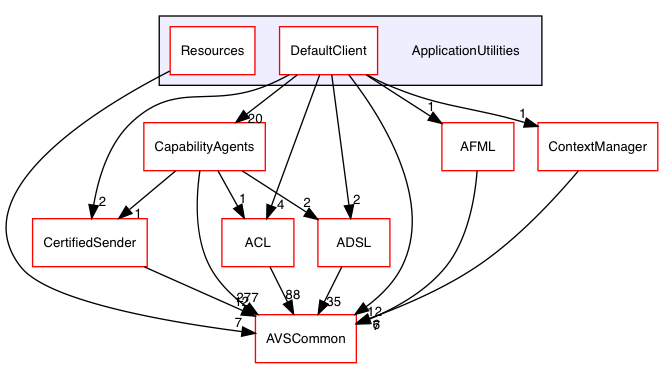 Resources
DefaultClient
ApplicationUtilities
1
1
20
CapabilityAgents
AFML
ContextManager
2
1
1
4
2
2
CertifiedSender
ACL
ADSL
277
88
35
12
7
AVSCommon